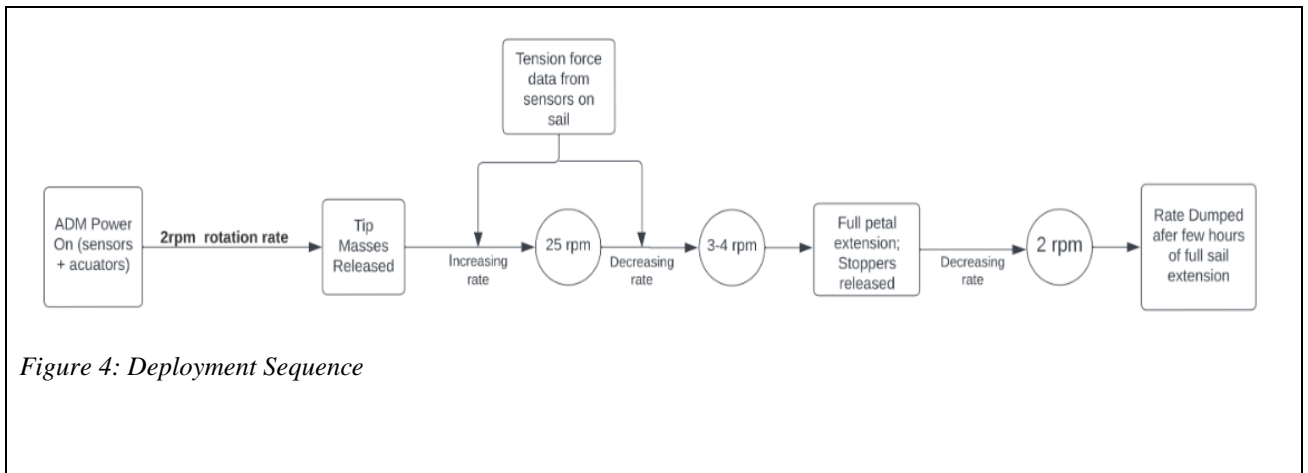 Tension force
data from
sensors on
sail
ADM Power
On (sensors
+ acuators)
2rpm  rotation rate
Tip
Masses
Released
Increasing
rate
25 rpm
Decreasing
rate
3-4 rpm
Full petal
extension;
Stoppers
released
Decreasing
rate
2 rpm
Rate Dumped
afer few hours
of full sail
extension
Figure 4: Deployment Sequence